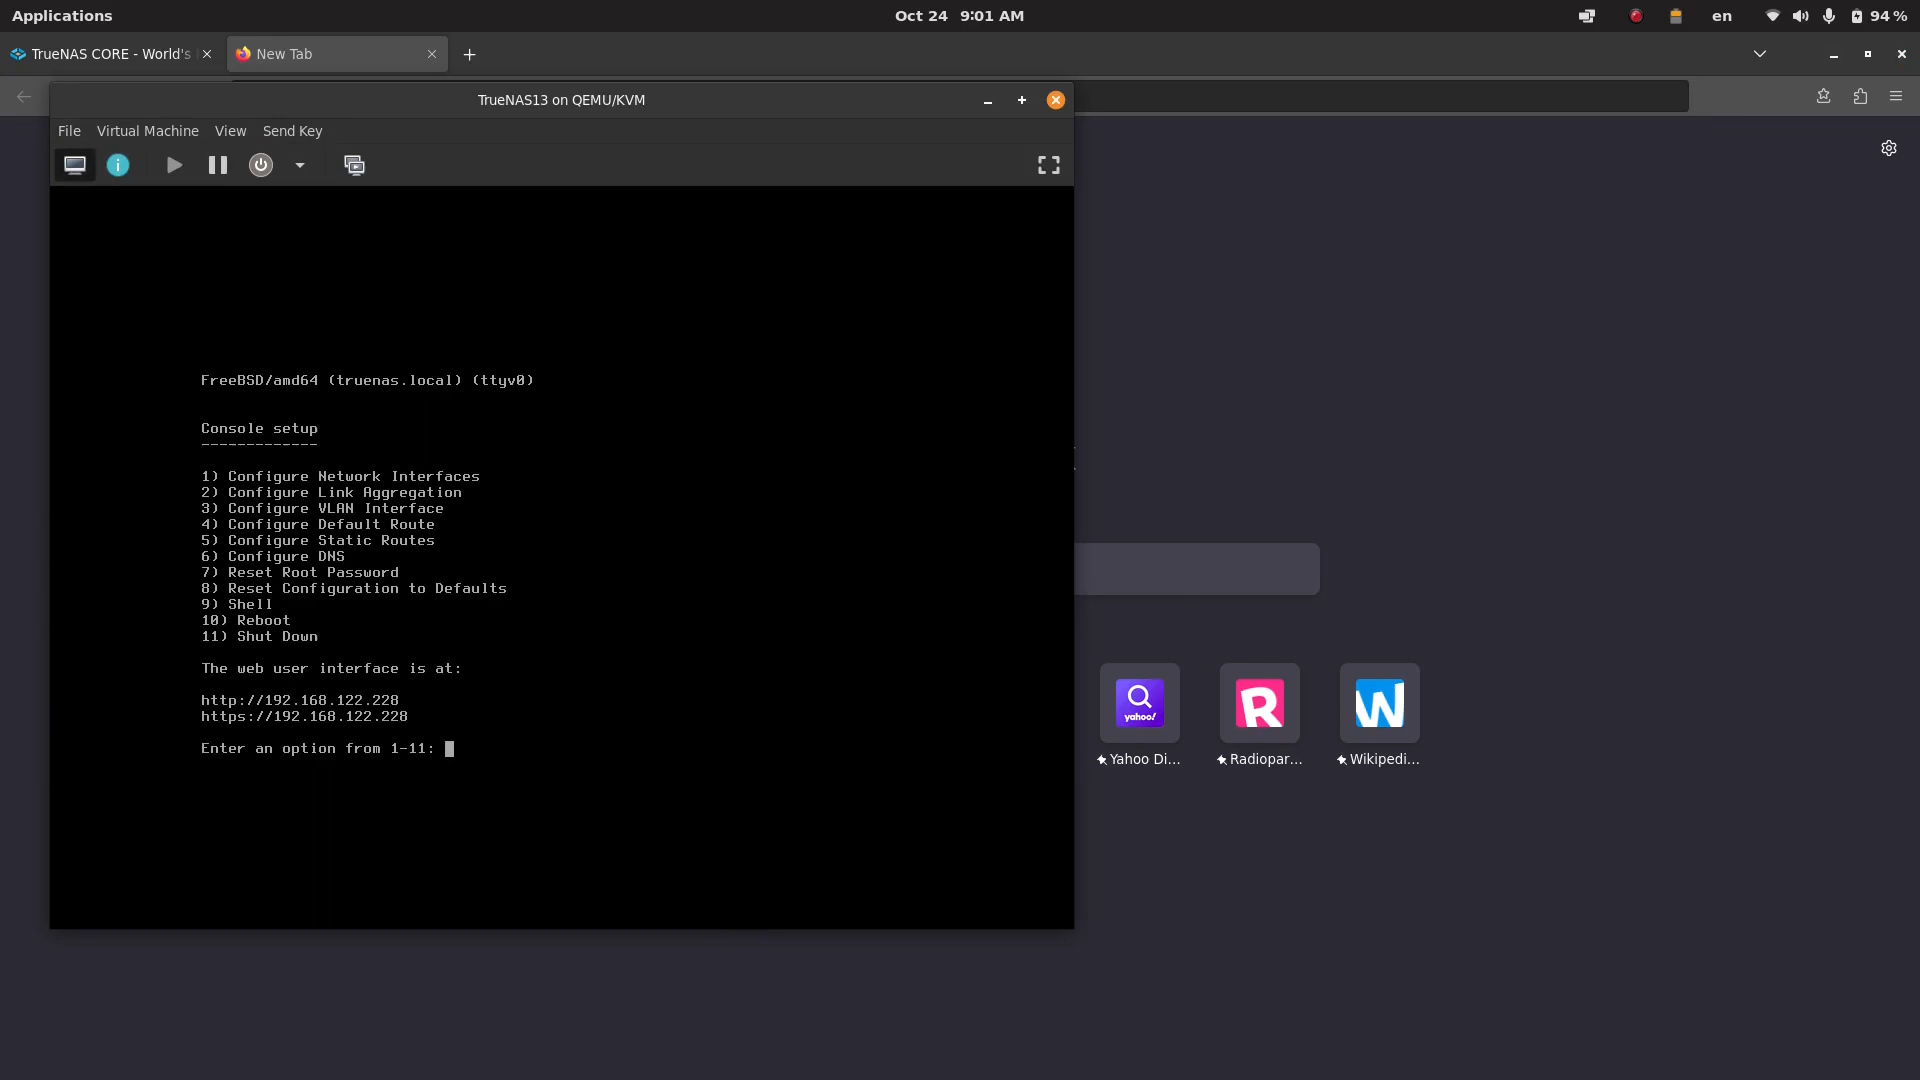 Applications
Oct 24 9:01 AM
en
94 %
TrueNAS CORE - World's
New Tab
TrueNAS13 on QEMU/KVM
File Virtual Machine View Send Key
FreeBSD/amd64 (truenas.local) (ttyv0)
Console setup
-------------
1) Configure Network Interfaces
2) Configure Link Aggregation
3) Configure VLAN Interface
4) Configure Default Route
5) Configure Static Routes
6) Configure DNS
7) Reset Root Password
8) Reset Configuration to Defaults
9) Shell
10) Reboot
11) Shut Down
The web user interface is at:
http://192.168.122.228
https://192.168.122.228
Enter an option from 1-11:
yahoo!
R
W
Yahoo Di...
Radiopar...
Wikipedi...